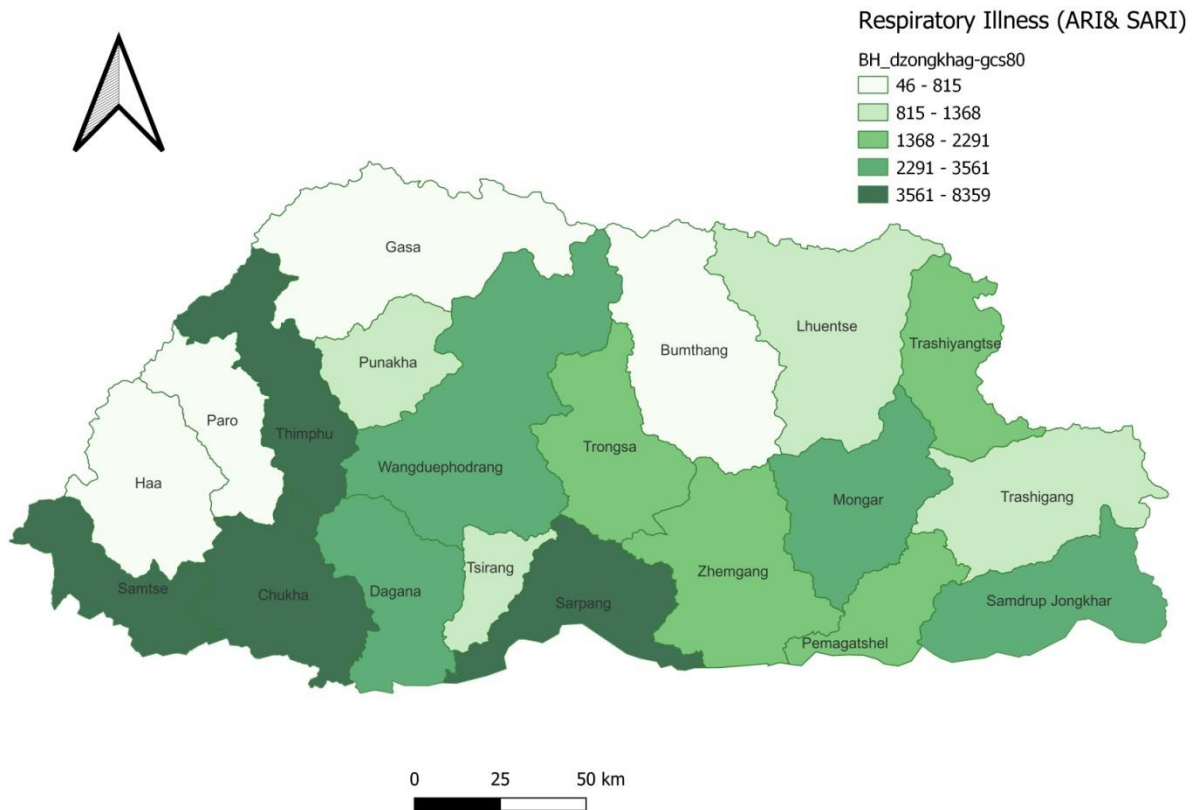 Respiratory Illness (ARI& SARI)
BH_dzongkhag-gcs80
46 - 815
815 - 1368
1368 - 2291
2291 - 3561
3561 - 8359
Gasa
Punakha
Bumthang
Lhuentse
Trashiyangtse
Paro
Thimphu
Haa
Wangduephodrang
Trongsa
Mongar
Trashigang
Samtse
Chukha
Dagana
Tsirang
Sarpang
Zhemgang
Pemagatshel
Samdrup Jongkhar
0 25 50 km